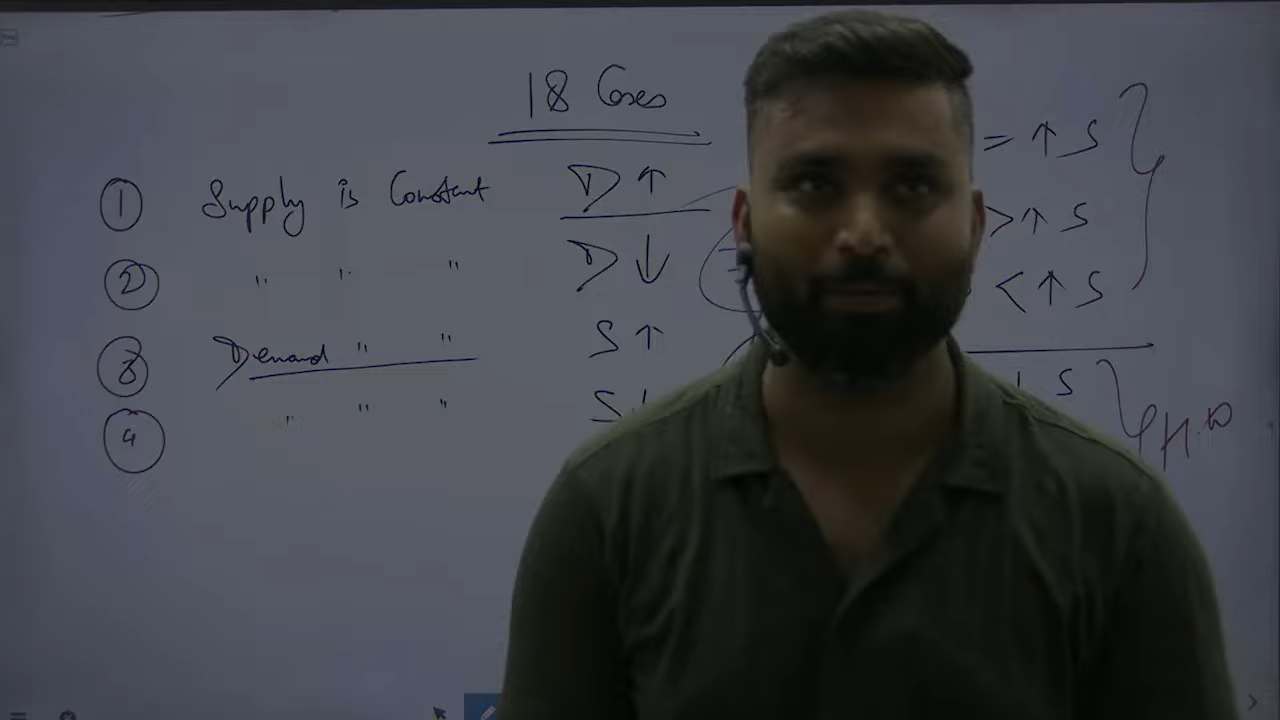 18 Cases
① Supply is Constant D ↑
② " " " D ↓
③ Demand " " S ↑
④ " " " S ↓
= ↑ S
> ↑ S
< ↑ S
↓ S
H.W